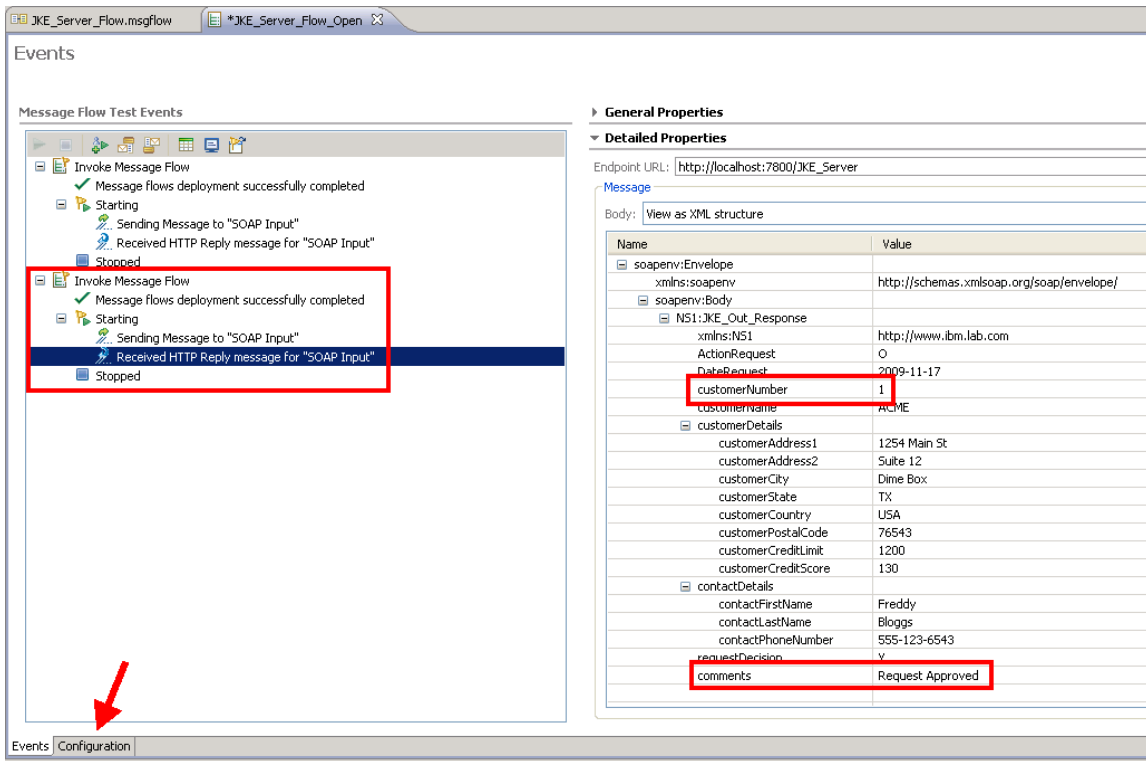 JKE_Server_Flow.msgflow
*JKE_Server_Flow_Open
Events
Message Flow Test Events
Invoke Message Flow
Message flows deployment successfully completed
Starting
Sending Message to "SOAP Input"
Received HTTP Reply message for "SOAP Input"
Stopped
Invoke Message Flow
Message flows deployment successfully completed
Starting
Sending Message to "SOAP Input"
Received HTTP Reply message for "SOAP Input"
Stopped
General Properties
Detailed Properties
Endpoint URL: http://localhost:7800/JKE_Server
Message
Body: View as XML structure
Name Value
soapenv:Envelope
xmlns:soapenv http://schemas.xmlsoap.org/soap/envelope/
soapenv:Body
NS1:JKE_Out_Response
xmlns:NS1 http://www.ibm.lab.com
ActionRequest O
DateRequest 2009-11-17
customerNumber 1
customerName ACME
customerDetails
customerAddress1 1254 Main St
customerAddress2 Suite 12
customerCity Dime Box
customerState TX
customerCountry USA
customerPostalCode 76543
customerCreditLimit 1200
customerCreditScore 130
contactDetails
contactFirstName Freddy
contactLastName Bloggs
contactPhoneNumber 555-123-6543
requestDecision Y
comments Request Approved
Events Configuration